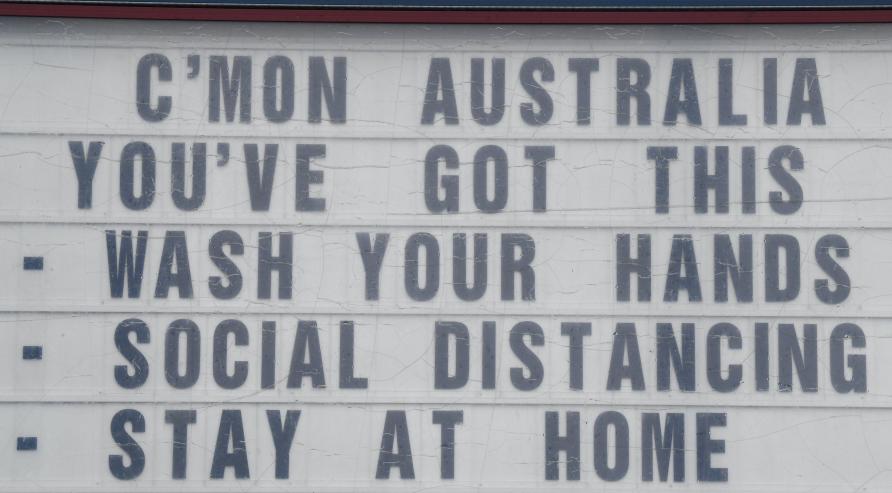 C'MON AUSTRALIA
YOU'VE GOT THIS
- WASH YOUR HANDS
- SOCIAL DISTANCING
- STAY AT HOME